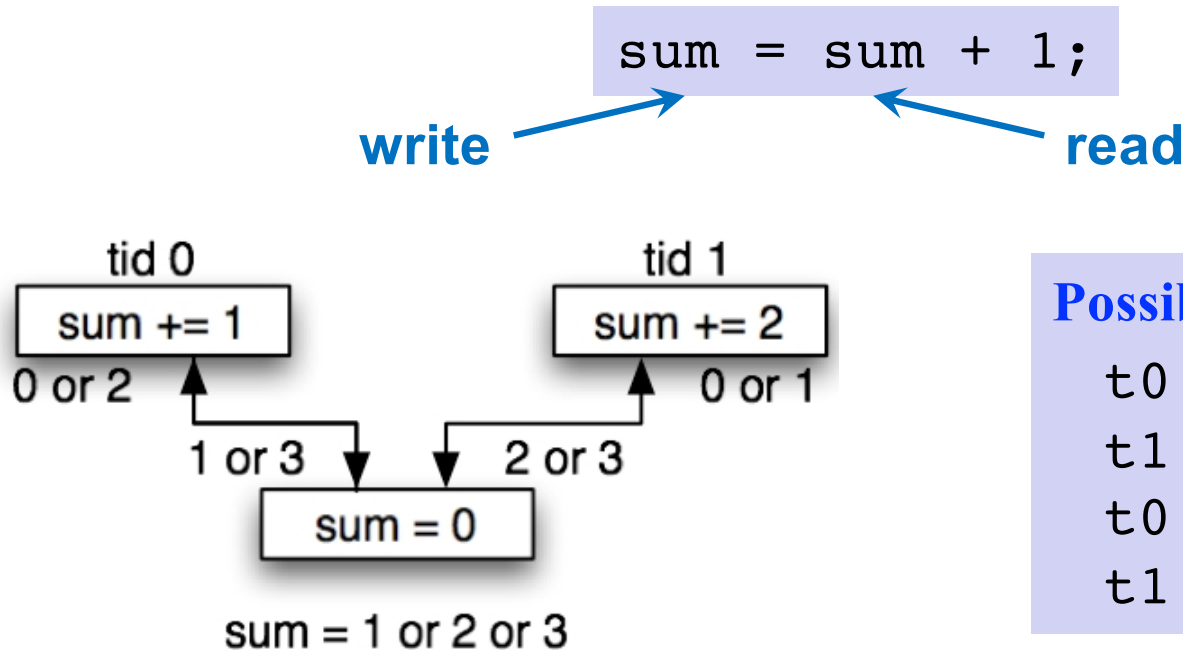 sum = sum + 1;
write
read
tid 0
tid 1
sum += 1
sum += 2
0 or 2
0 or 1
1 or 3
2 or 3
sum = 0
sum = 1 or 2 or 3
t0
t1
t0
t1